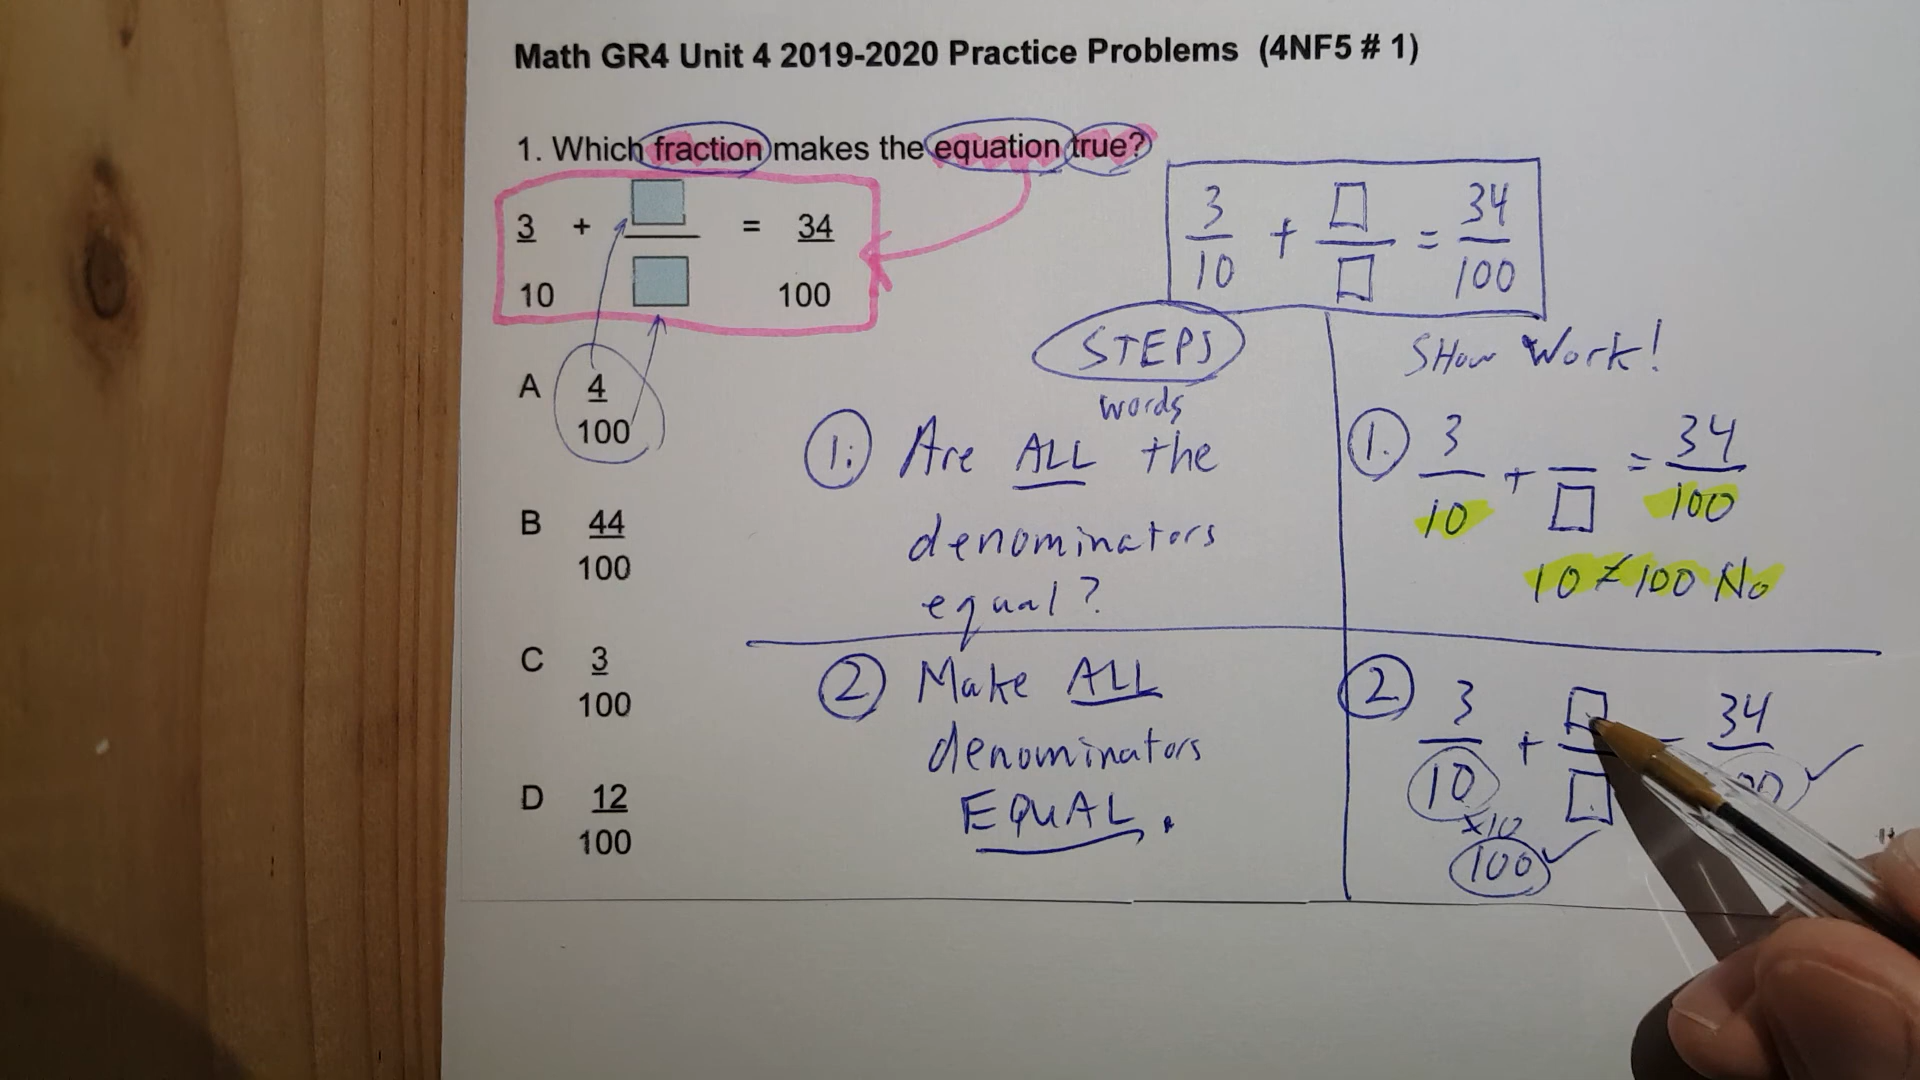 Math GR4 Unit 4 2019-2020 Practice Problems (4NF5 # 1)
1. Which fraction makes the equation true?
3 + □ = 34
10 □ 100
3/10 + □/□ = 34/100
STEPS
words
SHow Work!
A 4
100
1: Are ALL the
denominators
equal?
1. 3/10 + _/□ = 34/100
10 ≠ 100 No
B 44
100
C 3
100
2 Make ALL
denominators
EQUAL.
2. 3/10 + □/□ 34
x10
100 ✓
D 12
100